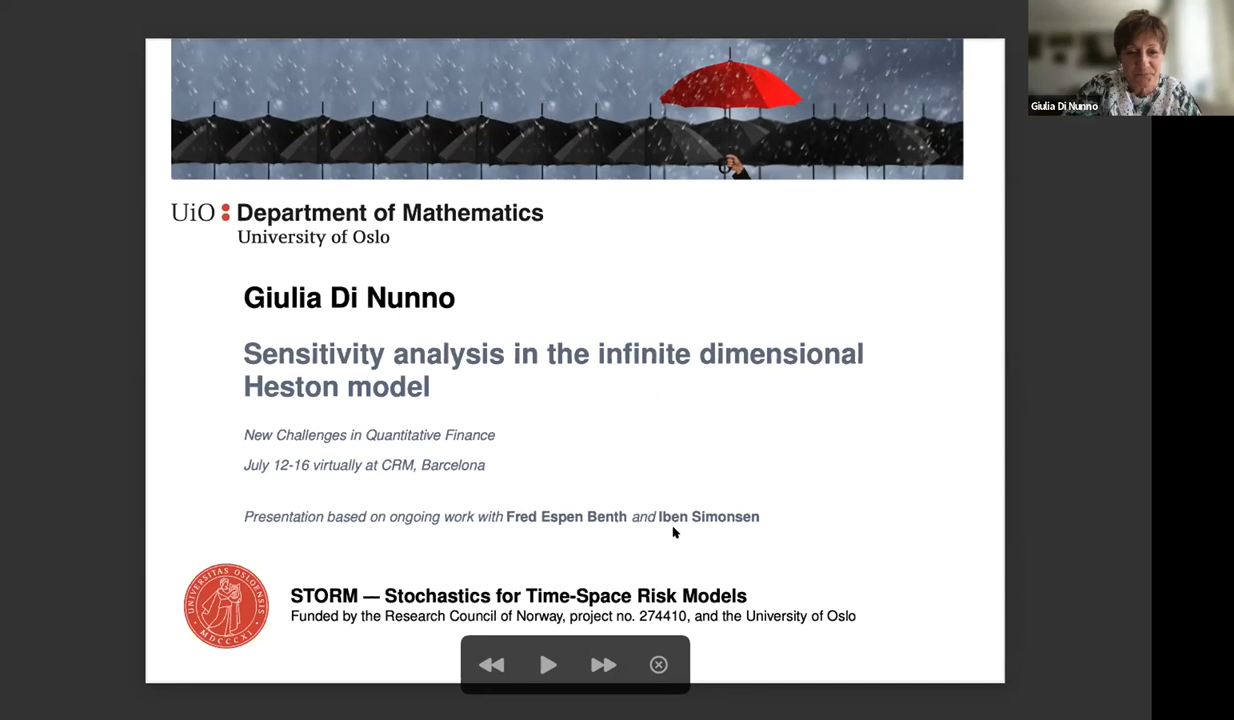 Giulia Di Nunno
UiO Department of Mathematics
University of Oslo
Giulia Di Nunno
Sensitivity analysis in the infinite dimensional
Heston model
New Challenges in Quantitative Finance
July 12-16 virtually at CRM, Barcelona
Presentation based on ongoing work with Fred Espen Benth and Iben Simonsen
UNIVERSITAS OSLOENSIS
MDCCCXI
STORM — Stochastics for Time-Space Risk Models
Funded by the Research Council of Norway, project no. 274410, and the University of Oslo